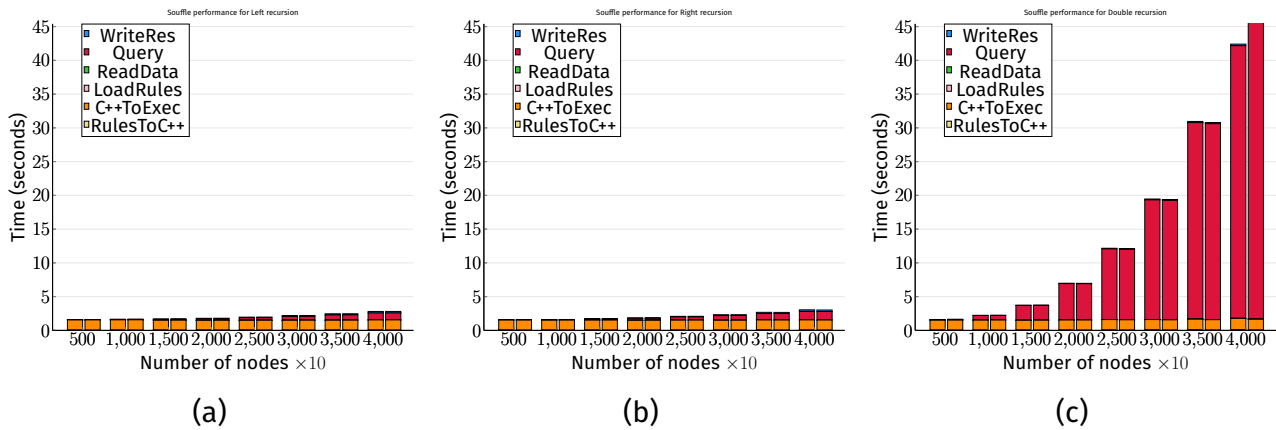 Souffle performance for Left recursion
45
40
35
30
25
20
15
10
5
0
Time (seconds)
WriteRes
Query
ReadData
LoadRules
C++ToExec
RulesToC++
500 1,000 1,500 2,000 2,500 3,000 3,500 4,000
Number of nodes ×10
(a)
Souffle performance for Right recursion
45
40
35
30
25
20
15
10
5
0
Time (seconds)
WriteRes
Query
ReadData
LoadRules
C++ToExec
RulesToC++
500 1,000 1,500 2,000 2,500 3,000 3,500 4,000
Number of nodes ×10
(b)
Souffle performance for Double recursion
45
40
35
30
25
20
15
10
5
0
Time (seconds)
WriteRes
Query
ReadData
LoadRules
C++ToExec
RulesToC++
500 1,000 1,500 2,000 2,500 3,000 3,500 4,000
Number of nodes ×10
(c)